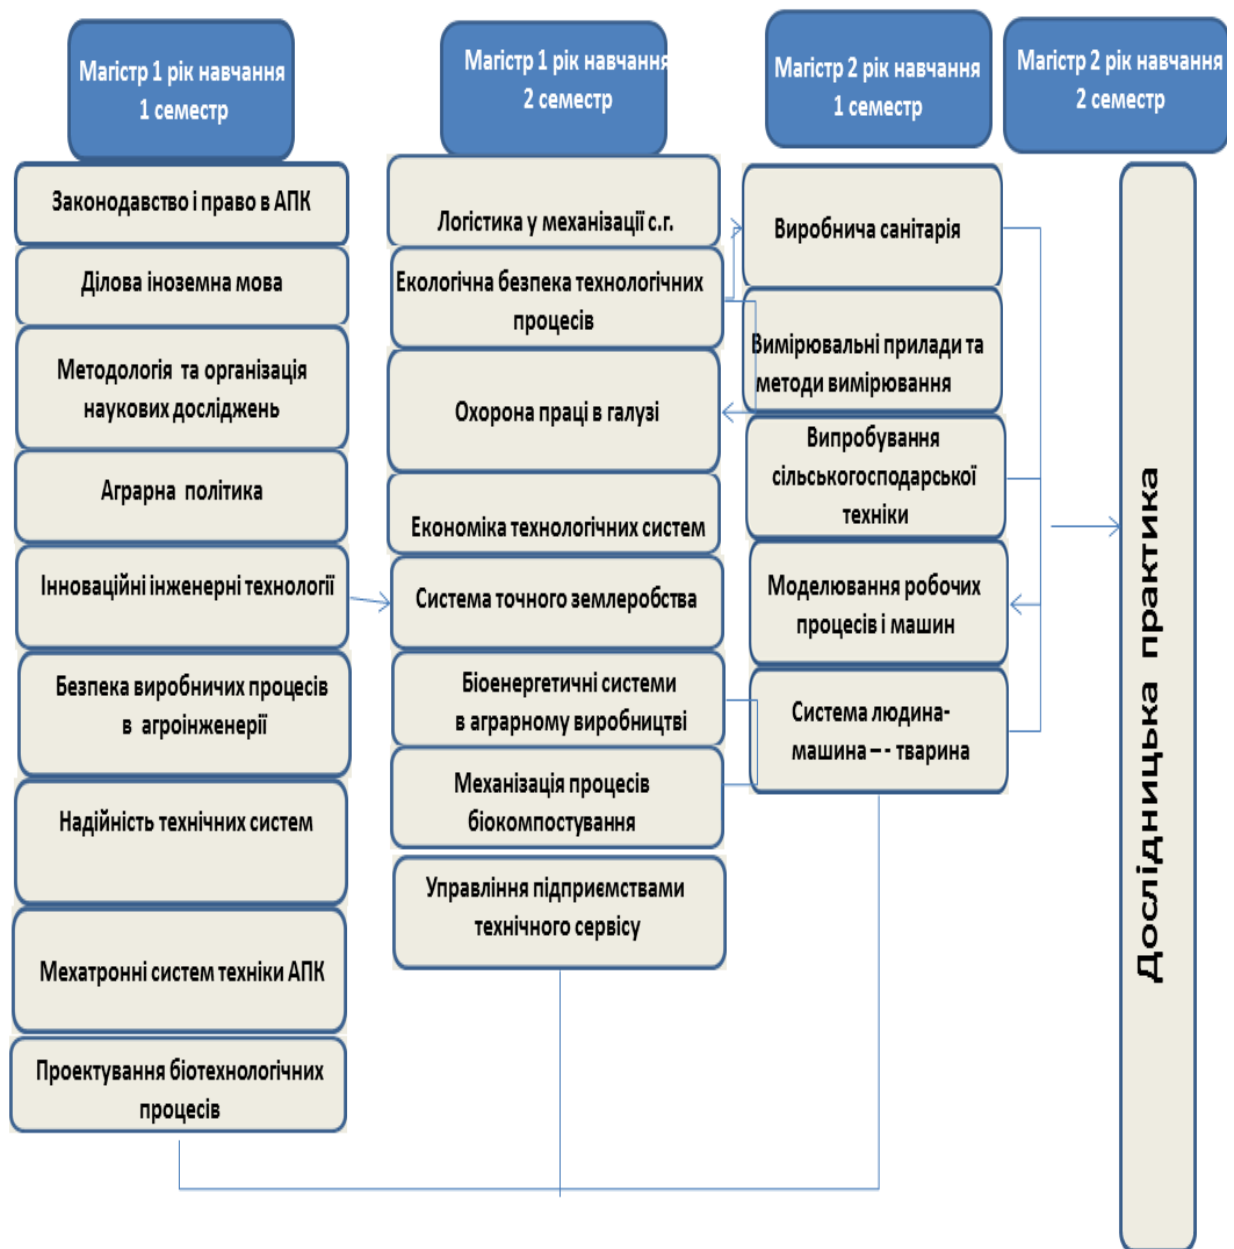 Магістр 1 рік навчання
1 семестр
Законодавство і право в АПК
Ділова іноземна мова
Методологія та організація
наукових досліджень
Аграрна політика
Інноваційні інженерні технології
Безпека виробничих процесів
в агроінженерії
Надійність технічних систем
Мехатронні систем техніки АПК
Проектування біотехнологічних
процесів
Магістр 1 рік навчання
2 семестр
Логістика у механізації с.г.
Екологічна безпека технологічних
процесів
Охорона праці в галузі
Економіка технологічних систем
Система точного землеробства
Біоенергетичні системи
в аграрному виробництві
Механізація процесів
біокомпостування
Управління підприємствами
технічного сервісу
Магістр 2 рік навчання
1 семестр
Виробнича санітарія
Вимірювальні прилади та
методи вимірювання
Випробування
сільськогосподарської
техніки
Моделювання робочих
процесів і машин
Система людина-
машина – - тварина
Магістр 2 рік навчання
2 семестр
Дослідницька практика